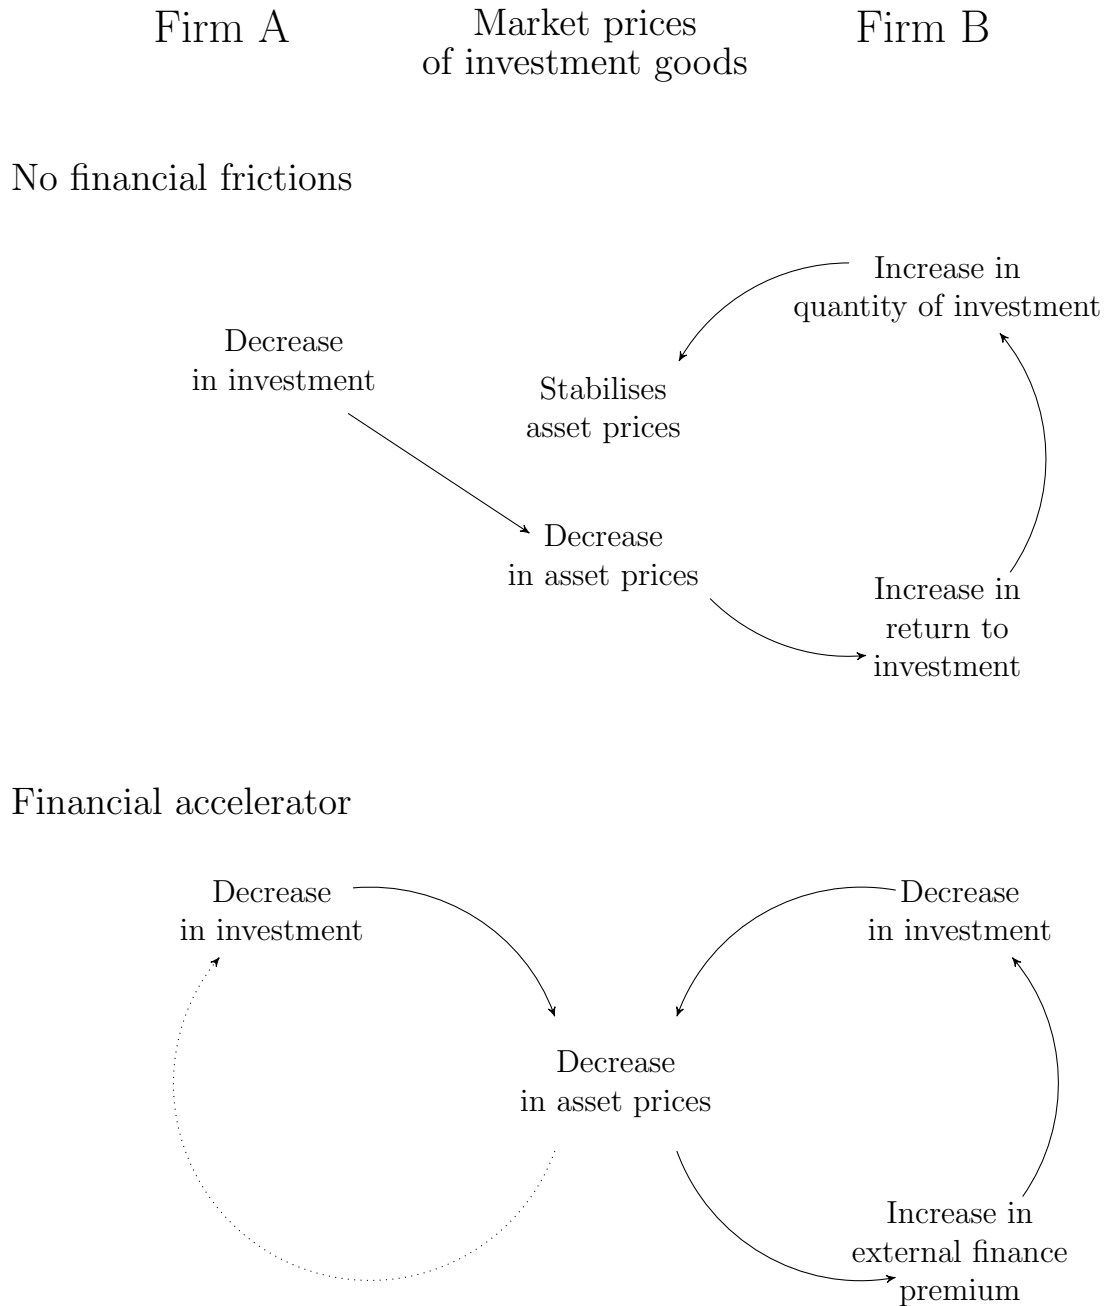 Firm A
Market prices
of investment goods
Firm B
No financial frictions
Increase in
quantity of investment
Decrease
in investment
Stabilises
asset prices
Decrease
in asset prices
Increase in
return to
investment
Financial accelerator
Decrease
in investment
Decrease
in investment
Decrease
in asset prices
Increase in
external finance
premium